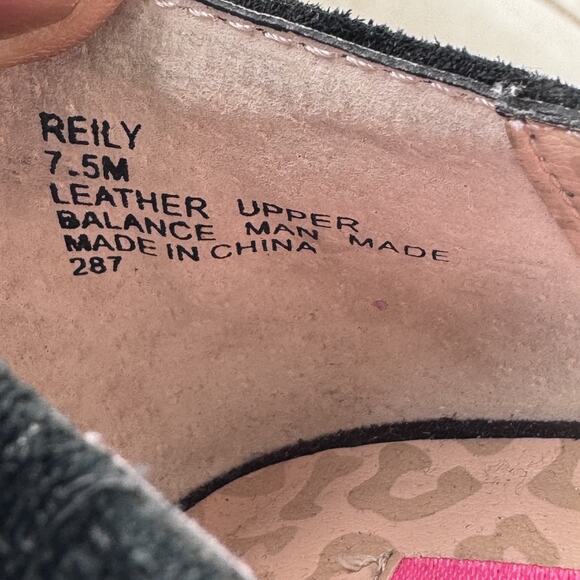 REILY
7.5M
LEATHER UPPER
BALANCE MAN MADE
MADE IN CHINA
287